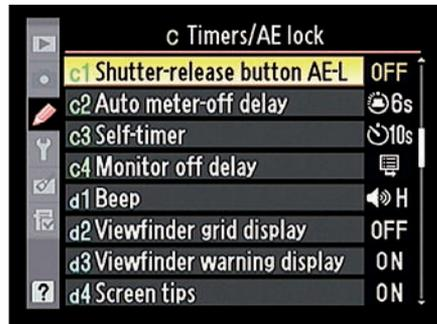 c Timers/AE lock
c1 Shutter-release button AE-L OFF
c2 Auto meter-off delay 6s
c3 Self-timer 10s
c4 Monitor off delay
d1 Beep H
d2 Viewfinder grid display OFF
d3 Viewfinder warning display ON
d4 Screen tips ON
?